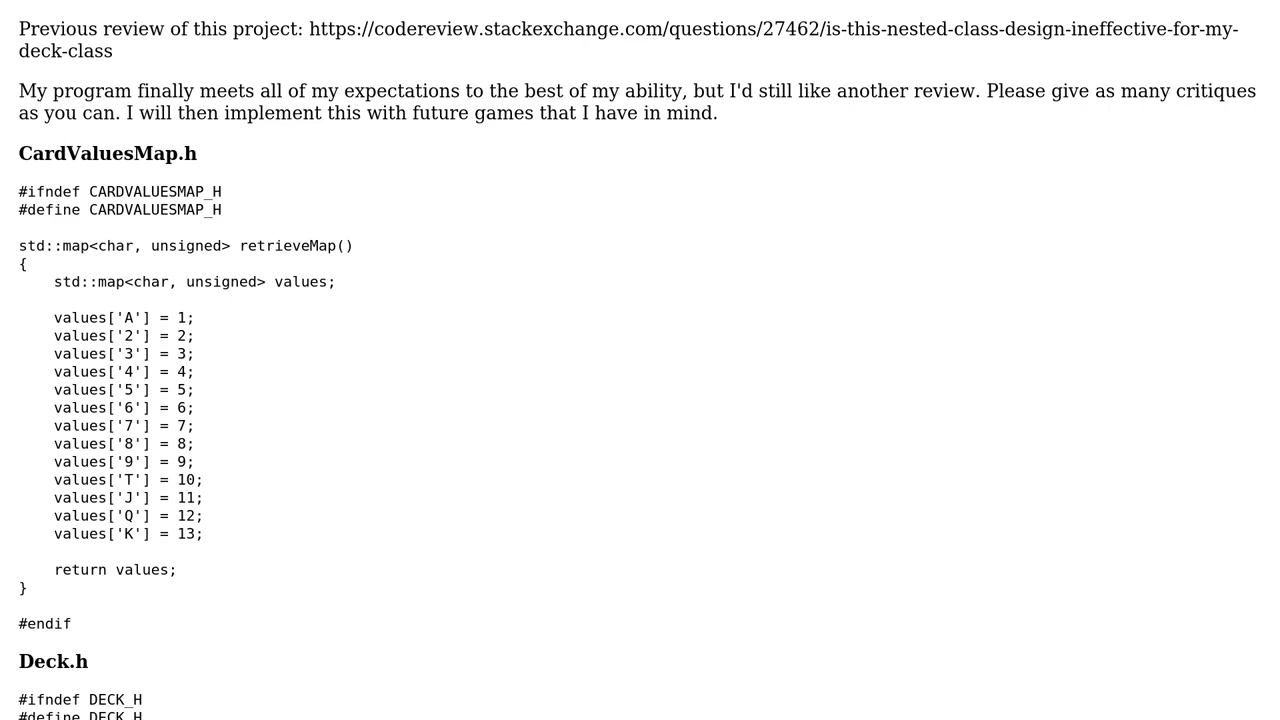 Previous review of this project: https://codereview.stackexchange.com/questions/27462/is-this-nested-class-design-ineffective-for-my-
deck-class
My program finally meets all of my expectations to the best of my ability, but I'd still like another review. Please give as many critiques
as you can. I will then implement this with future games that I have in mind.
CardValuesMap.h
#ifndef CARDVALUESMAP_H
#define CARDVALUESMAP_H
std::map<char, unsigned> retrieveMap()
{
    std::map<char, unsigned> values;
    values['A'] = 1;
    values['2'] = 2;
    values['3'] = 3;
    values['4'] = 4;
    values['5'] = 5;
    values['6'] = 6;
    values['7'] = 7;
    values['8'] = 8;
    values['9'] = 9;
    values['T'] = 10;
    values['J'] = 11;
    values['Q'] = 12;
    values['K'] = 13;
    return values;
}
#endif
Deck.h
#ifndef DECK_H
#define DECK_H